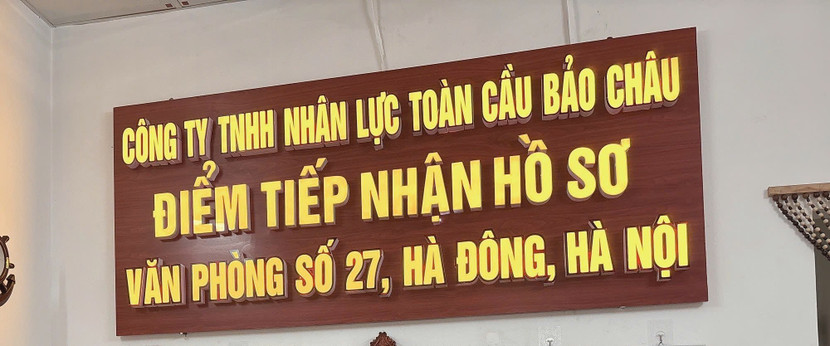 CÔNG TY TNHH NHÂN LỰC TOÀN CẦU BẢO CHÂU
ĐIỂM TIẾP NHẬN HỒ SƠ
VĂN PHÒNG SỐ 27, HÀ ĐÔNG, HÀ NỘI